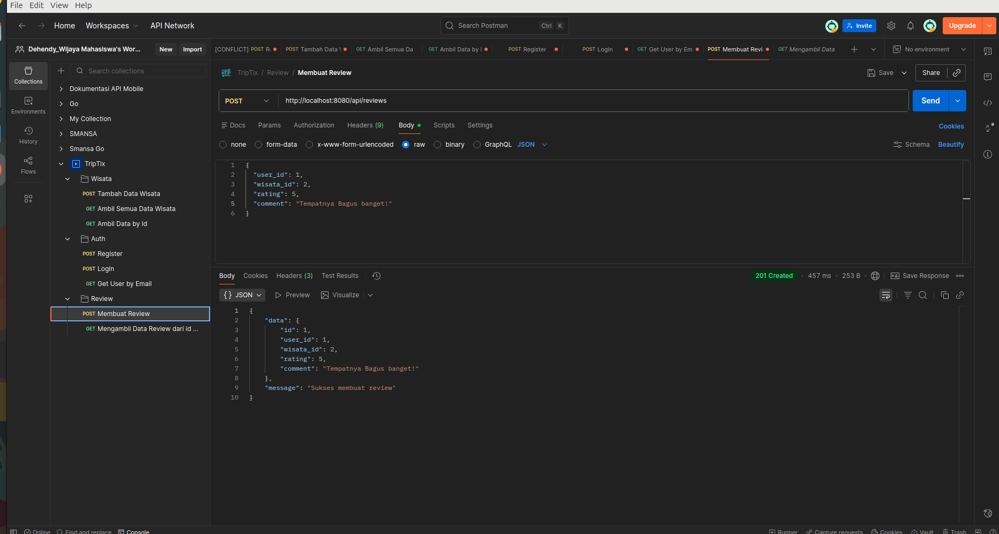 File Edit View Help
Home Workspaces API Network Search Postman Ctrl K Invite Upgrade
Dehendy_Wijaya Mahasiswa's Wor... New Import
[CONFLICT] POST R POST Tambah Data GET Ambil Semua Da GET Ambil Data by POST Register POST Login GET Get User by Em POST Membuat Revi GET Mengambil Data No environment
Collections
Environments
History
Flows
Search collections
Dokumentasi API Mobile
Go
My Collection
SMANSA
Smansa Go
TripTix
Wisata
POST Tambah Data Wisata
GET Ambil Semua Data Wisata
GET Ambil Data by Id
Auth
POST Register
POST Login
GET Get User by Email
Review
POST Membuat Review
GET Mengambil Data Review dari id ...
HTTP TripTix / Review / Membuat Review Save Share
POST http://localhost:8080/api/reviews Send
Docs Params Authorization Headers (9) Body Scripts Settings Cookies
none form-data x-www-form-urlencoded raw binary GraphQL JSON Schema Beautify
1 {
2 "user_id": 1,
3 "wisata_id": 2,
4 "rating": 5,
5 "comment": "Tempatnya Bagus banget!"
6 }
Body Cookies Headers (3) Test Results 201 Created • 457 ms • 253 B e.g. Save Response
{} JSON Preview Visualize
1 {
2 "data": {
3 "id": 1,
4 "user_id": 1,
5 "wisata_id": 2,
6 "rating": 5,
7 "comment": "Tempatnya Bagus banget!"
8 },
9 "message": "Sukses membuat review"
10 }
Online Find and replace Console Runner Capture requests Cookies Vault Trash